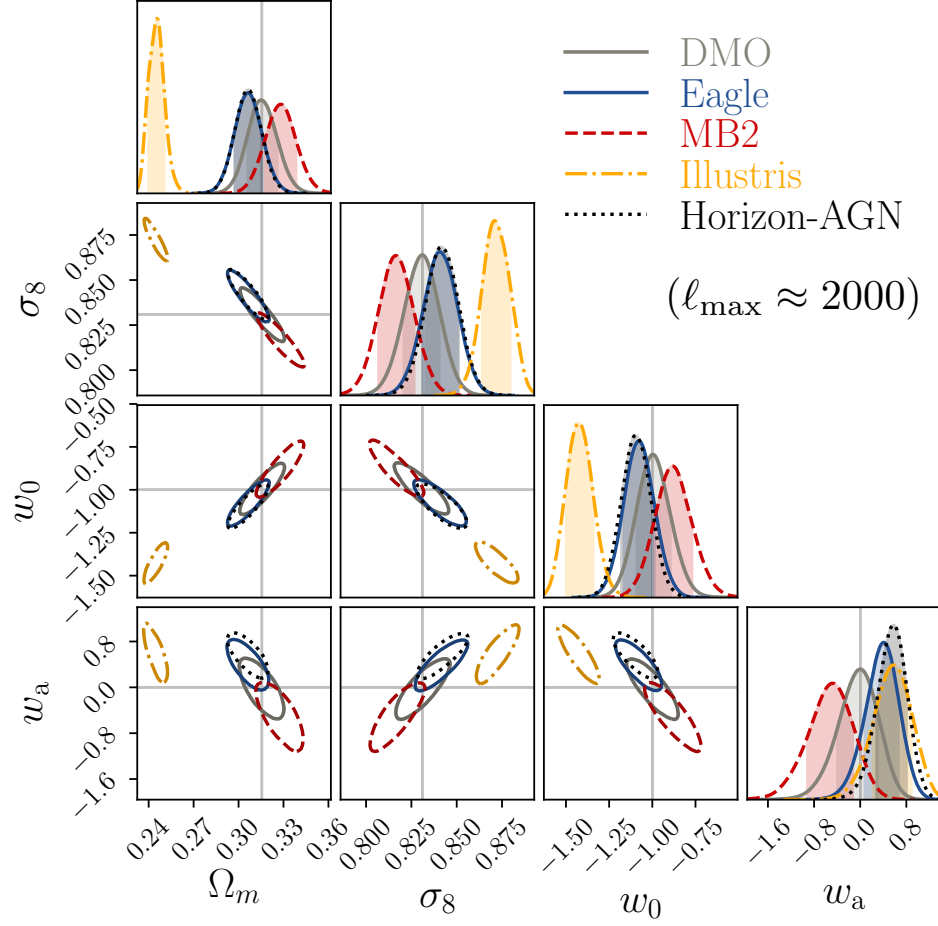 DMO
Eagle
MB2
Illustris
Horizon-AGN
(ℓmax ≈ 2000)
σ8
0.875
0.850
0.825
0.800
w0
−0.50
−0.75
−1.00
−1.25
−1.50
wa
0.8
0.0
−0.8
−1.6
0.24 0.27 0.30 0.33 0.36
0.800 0.825 0.850 0.875
−1.50 −1.25 −1.00 −0.75
−1.6 −0.8 0.0 0.8
Ωm
σ8
w0
wa